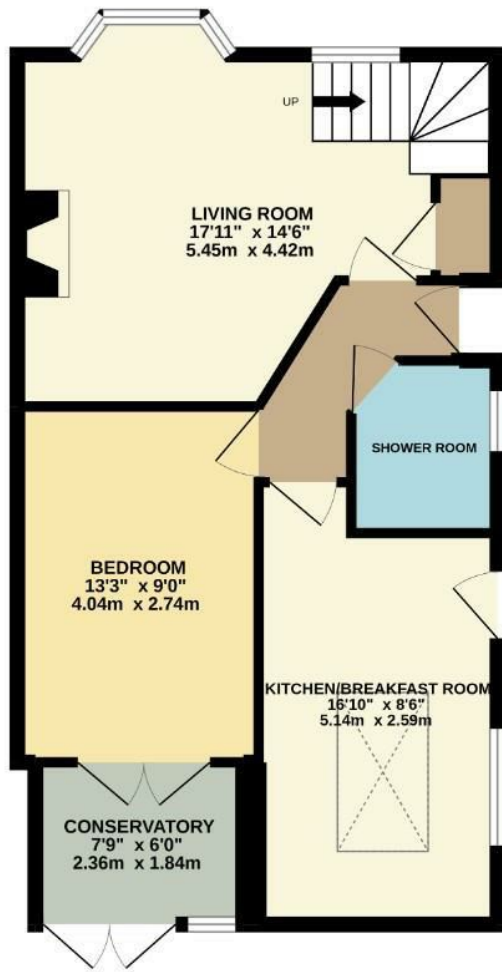 UP
LIVING ROOM
17'11" x 14'6"
5.45m x 4.42m
SHOWER ROOM
BEDROOM
13'3" x 9'0"
4.04m x 2.74m
KITCHEN/BREAKFAST ROOM
16'10" x 8'6"
5.14m x 2.59m
CONSERVATORY
7'9" x 6'0"
2.36m x 1.84m